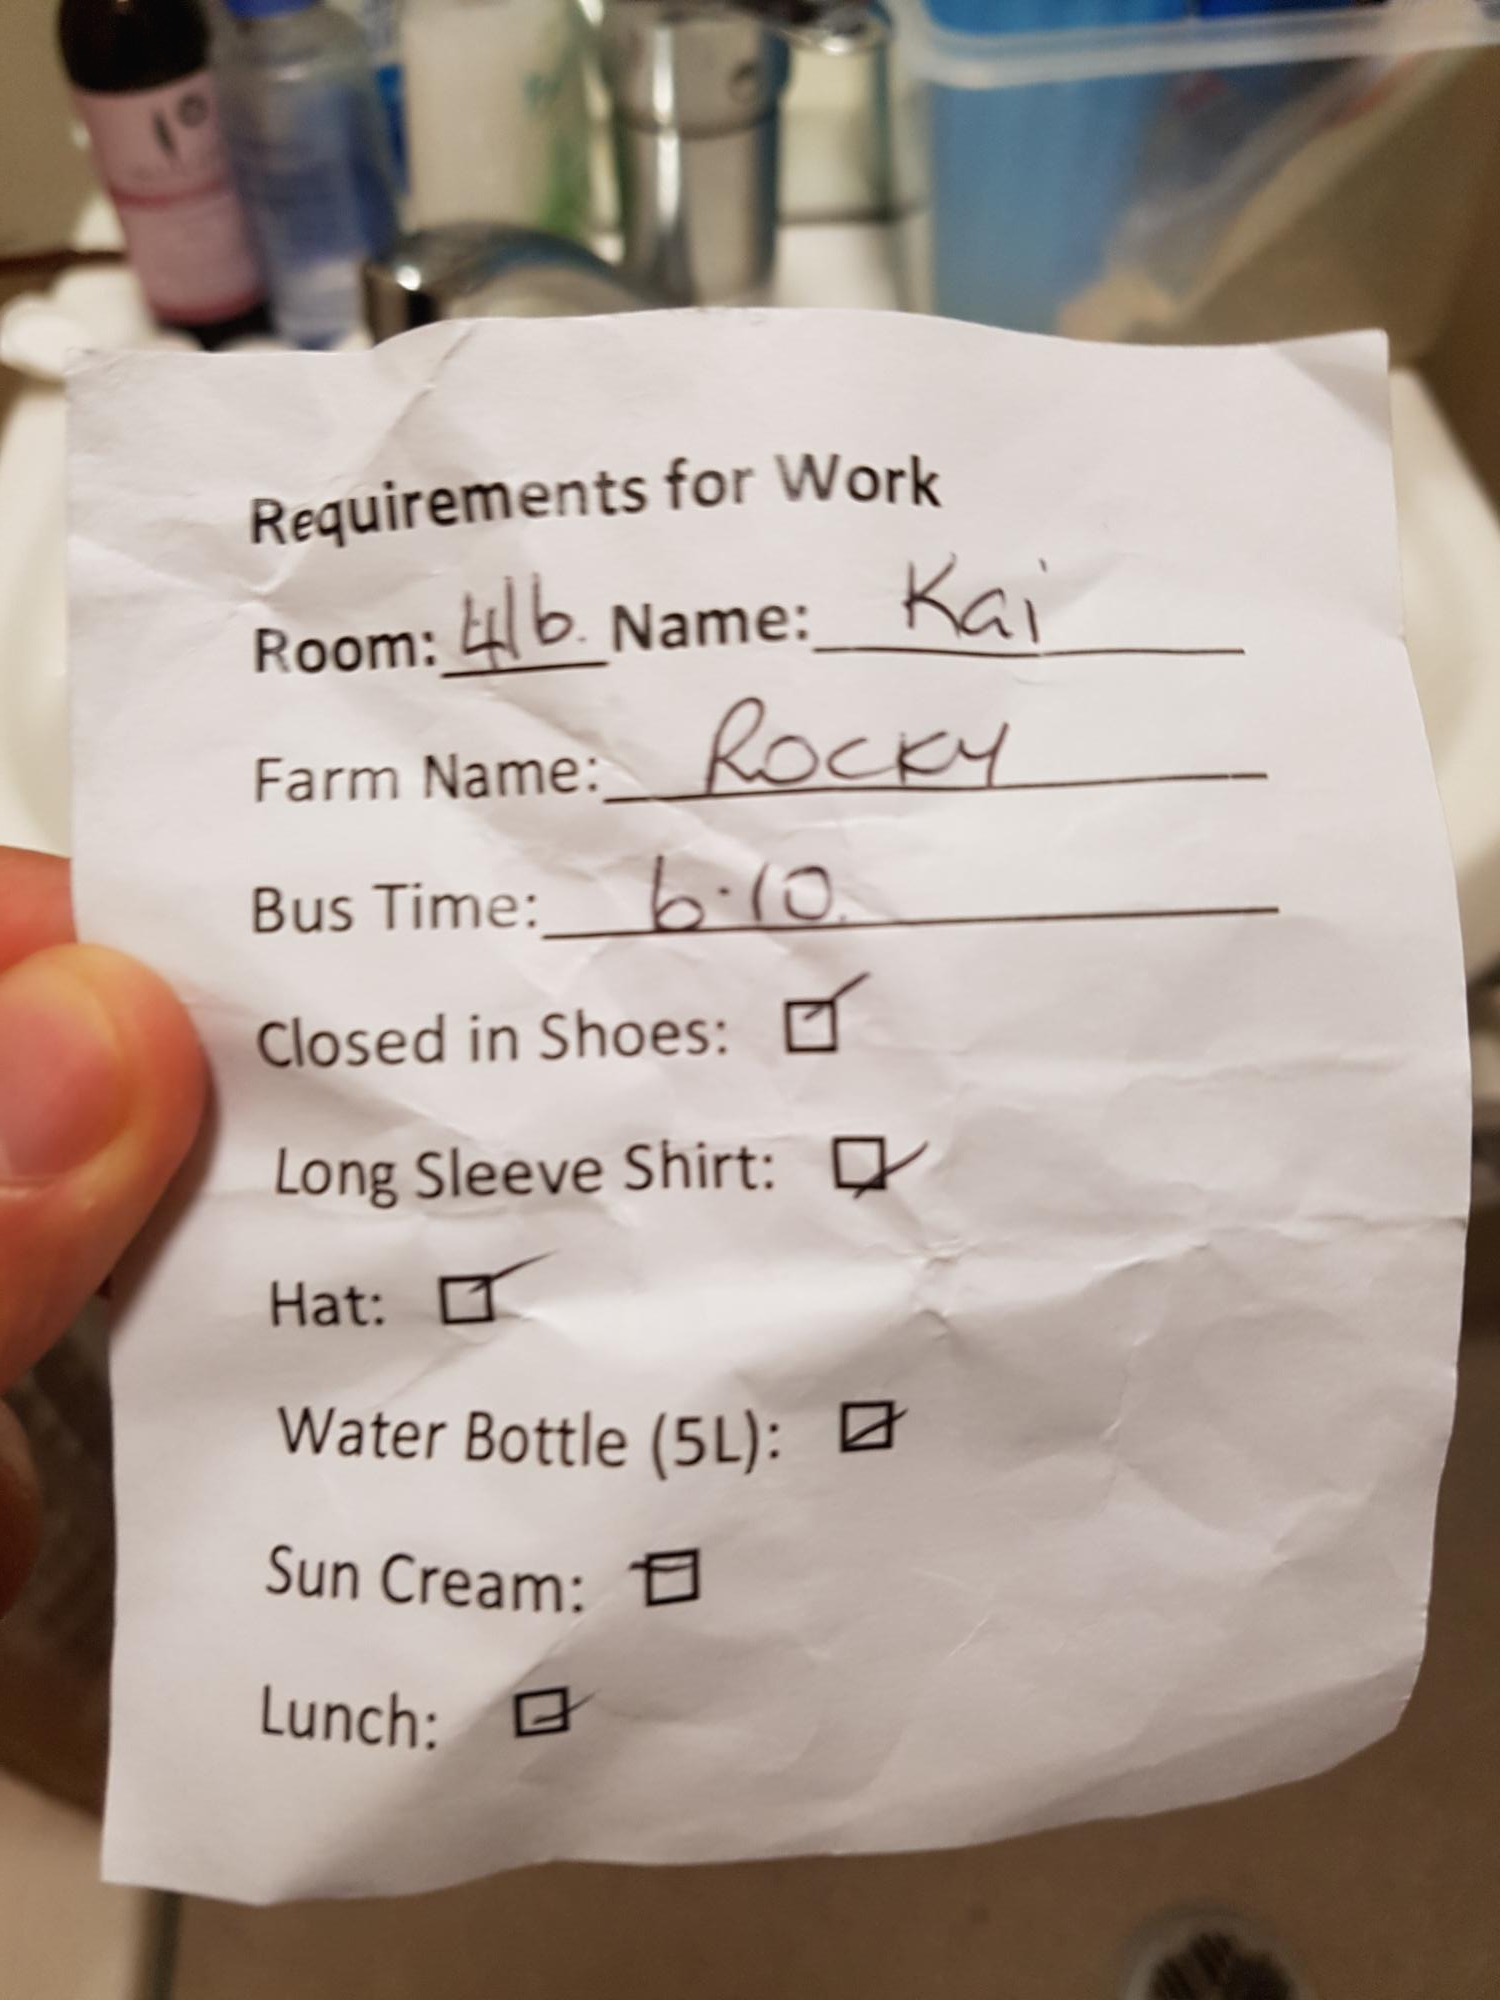 Requirements for Work
Room: 4/b. Name: Kai
Farm Name: Rocky
Bus Time: 6·10.
Closed in Shoes: ☑
Long Sleeve Shirt: ☑
Hat: ☑
Water Bottle (5L): ☑
Sun Cream: ☑
Lunch: ☑